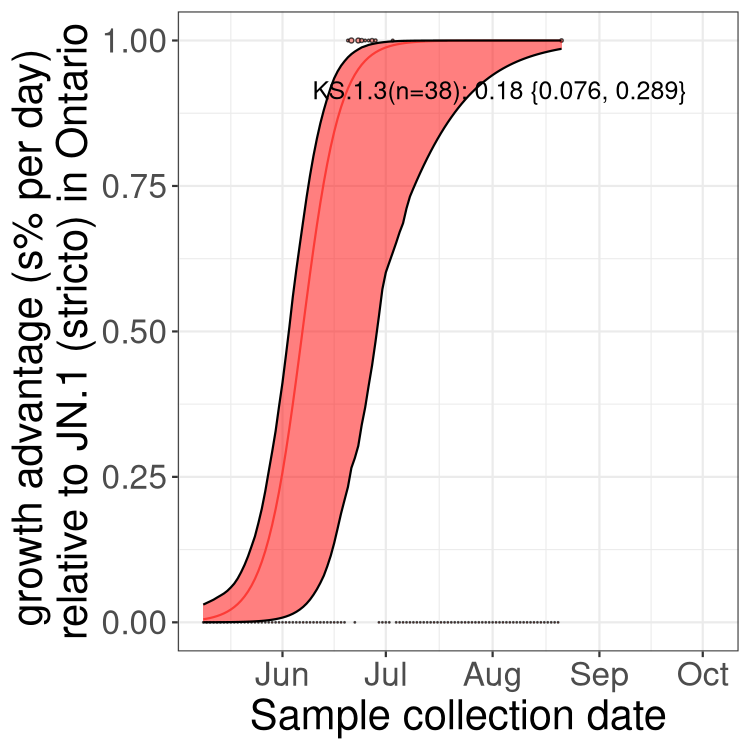 growth advantage (s% per day)
relative to JN.1 (stricto) in Ontario
1.00
0.75
0.50
0.25
0.00
KS.1.3(n=38): 0.18 {0.076, 0.289}
Jun Jul Aug Sep Oct
Sample collection date